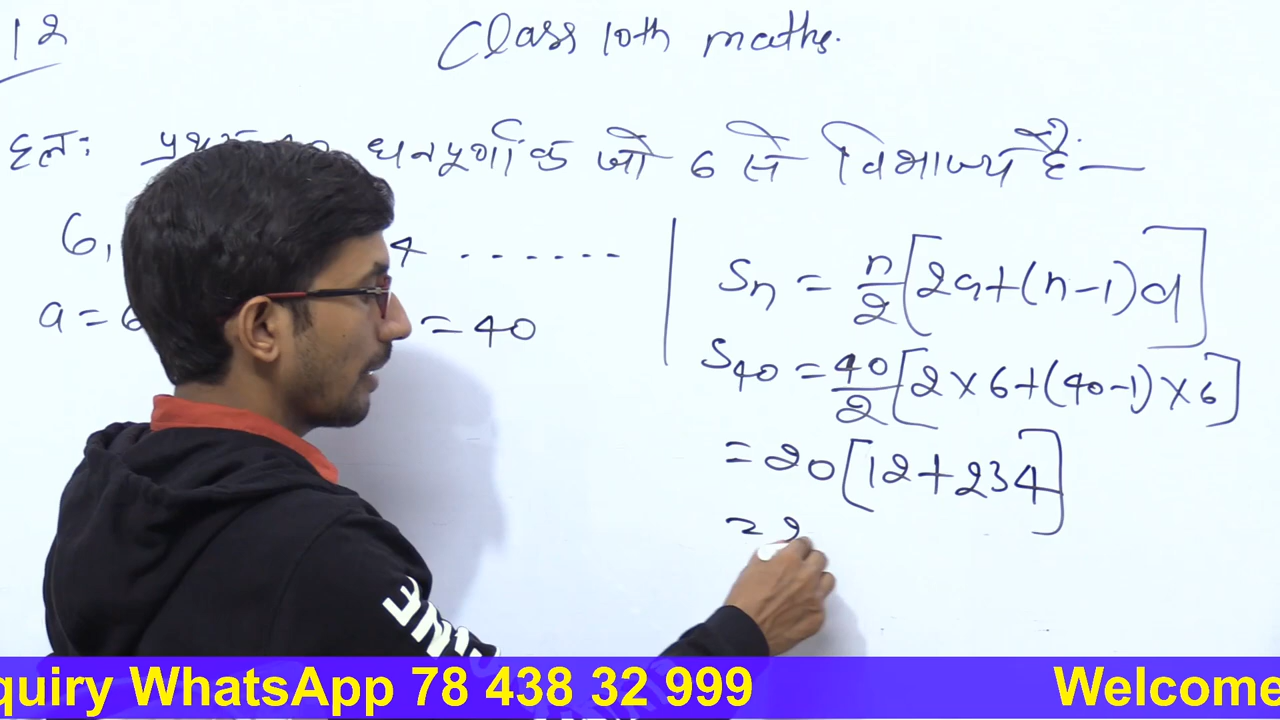 12
Class 10th maths.
हल: धनपूर्णांक जो 6 से विभाज्य है —
6, 4 .......
a = 6 = 40
Sn = n/2 [2a+(n-1)d]
S40 = 40/2 [2×6+(40-1)×6]
= 20 [12+234]
= 2
quiry WhatsApp 78 438 32 999 Welcome